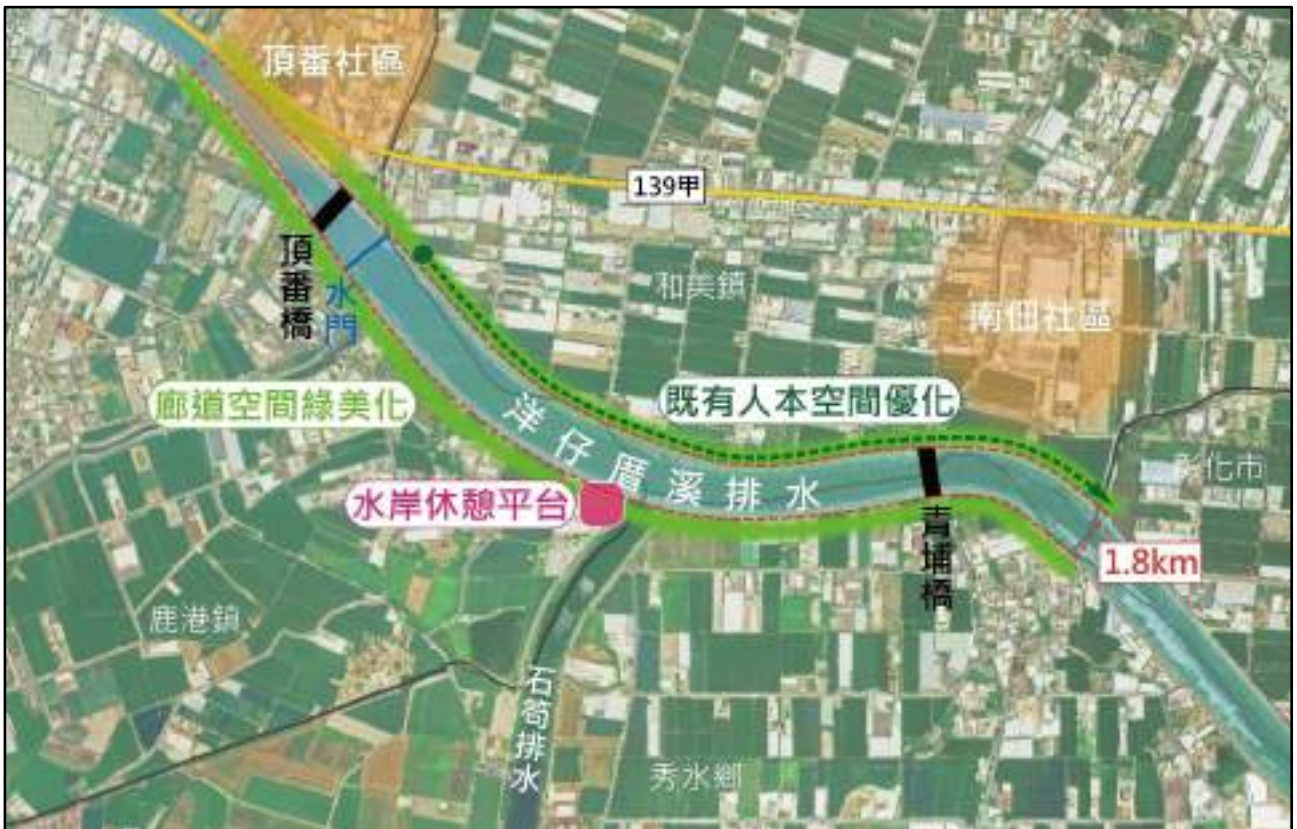 頂番社區
139甲
頂番橋
水門
和美鎮
南佃社區
廊道空間綠美化
既有人本空間優化
洋仔厝溪排水
彰化市
水岸休憩平台
青埔橋
1.8km
鹿港鎮
石筍排水
秀水鄉